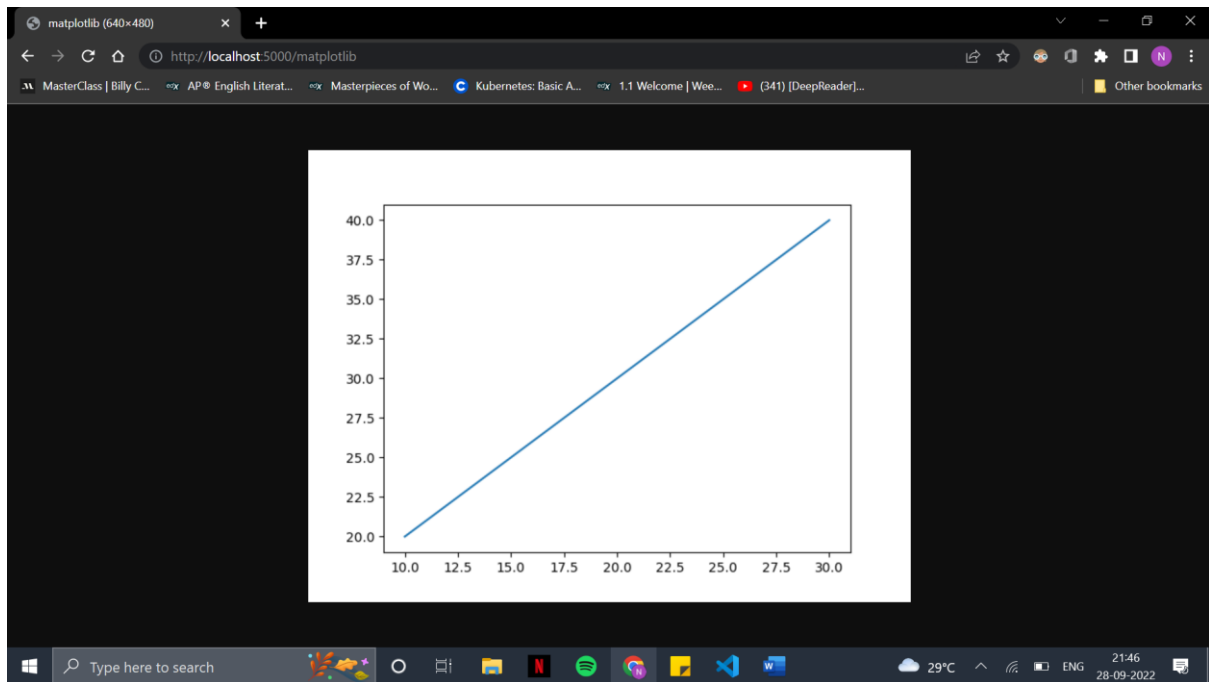 matplotlib (640×480)
http://localhost:5000/matplotlib
N
MasterClass | Billy C... edX AP® English Literat... edX Masterpieces of Wo... C Kubernetes: Basic A... edX 1.1 Welcome | Wee... (341) [DeepReader]... Other bookmarks
40.0
37.5
35.0
32.5
30.0
27.5
25.0
22.5
20.0
10.0 12.5 15.0 17.5 20.0 22.5 25.0 27.5 30.0
Type here to search N N W 29°C ENG 21:46
28-09-2022